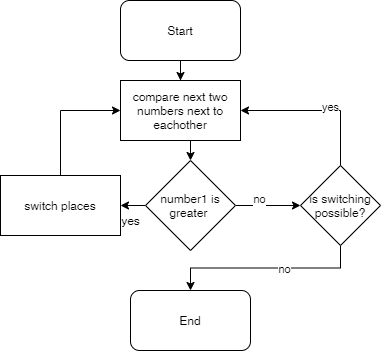 Start
compare next two
numbers next to
eachother
yes
switch places
yes
number1 is
greater
no
is switching
possible?
no
End